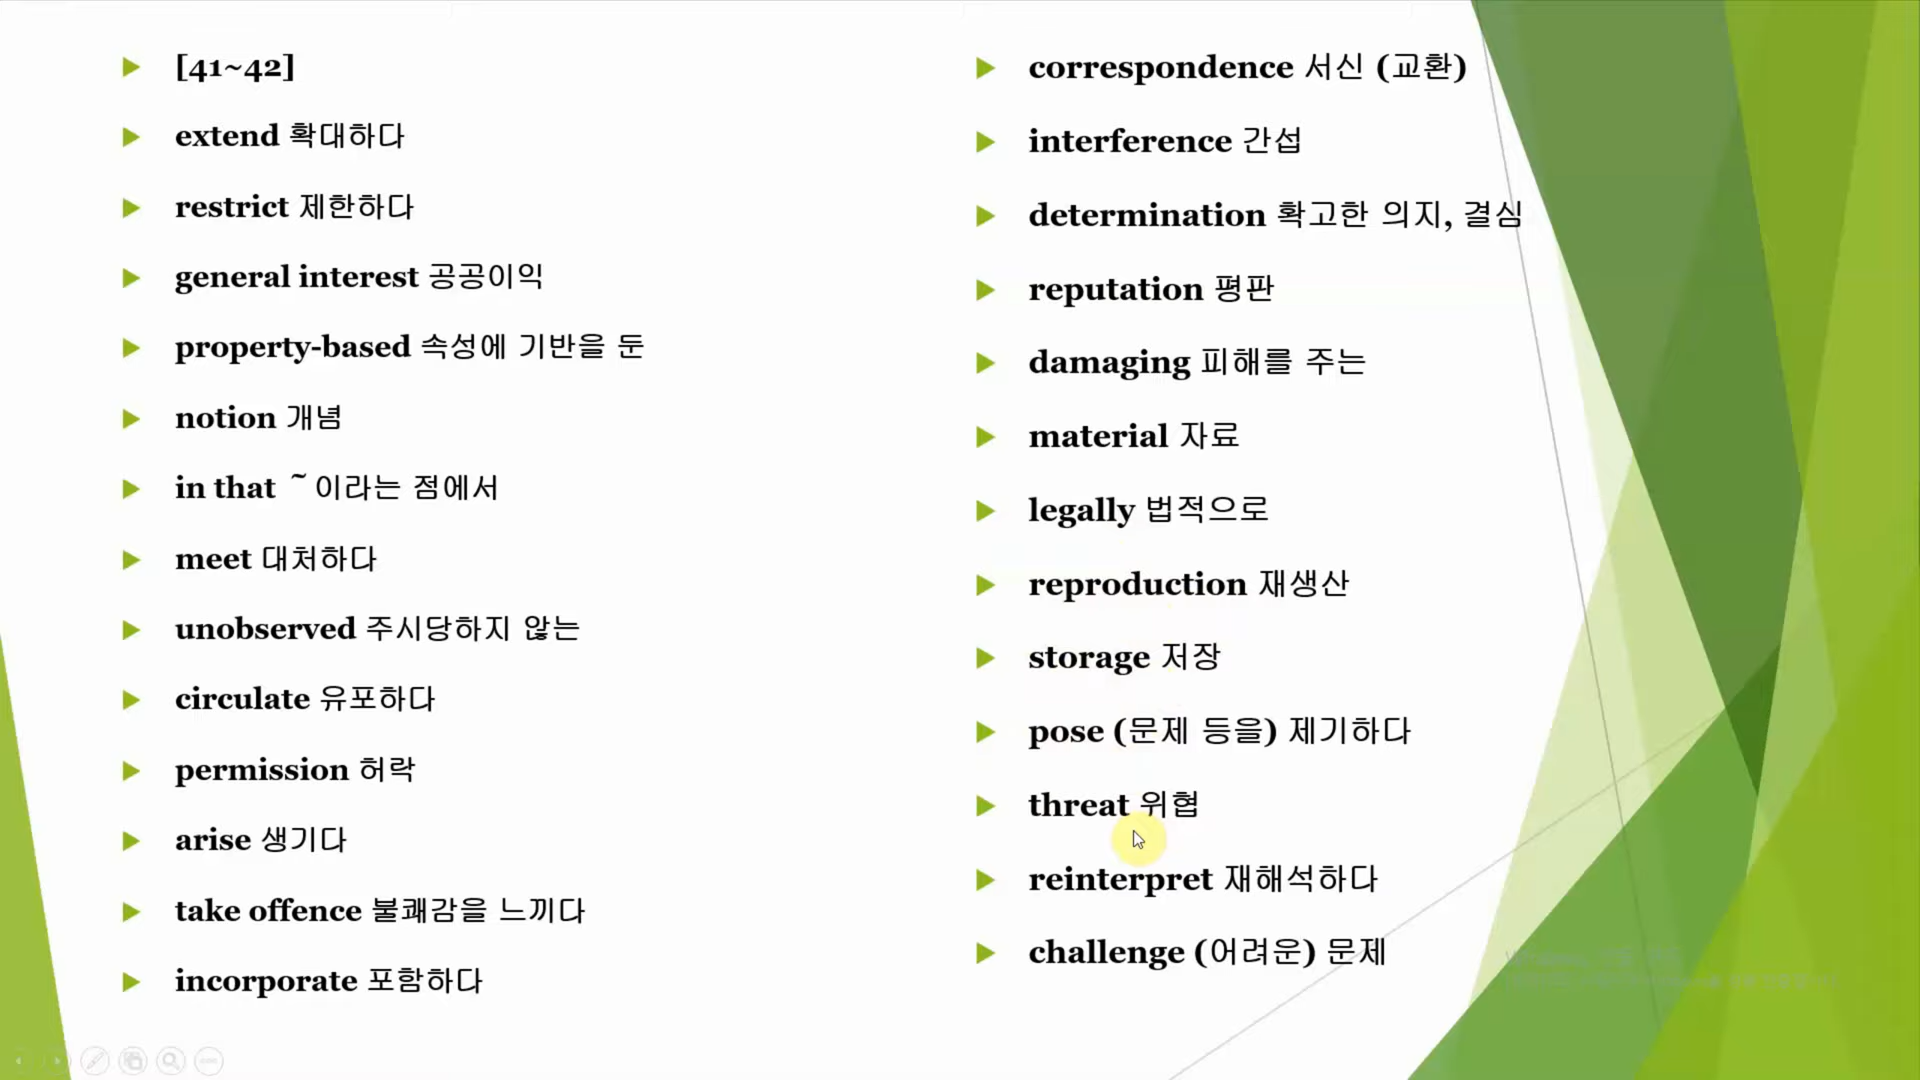 [41~42]
extend 확대하다
restrict 제한하다
general interest 공공이익
property-based 속성에 기반을 둔
notion 개념
in that ~이라는 점에서
meet 대처하다
unobserved 주시당하지 않는
circulate 유포하다
permission 허락
arise 생기다
take offence 불쾌감을 느끼다
incorporate 포함하다
correspondence 서신 (교환)
interference 간섭
determination 확고한 의지, 결심
reputation 평판
damaging 피해를 주는
material 자료
legally 법적으로
reproduction 재생산
storage 저장
pose (문제 등을) 제기하다
threat 위협
reinterpret 재해석하다
challenge (어려운) 문제